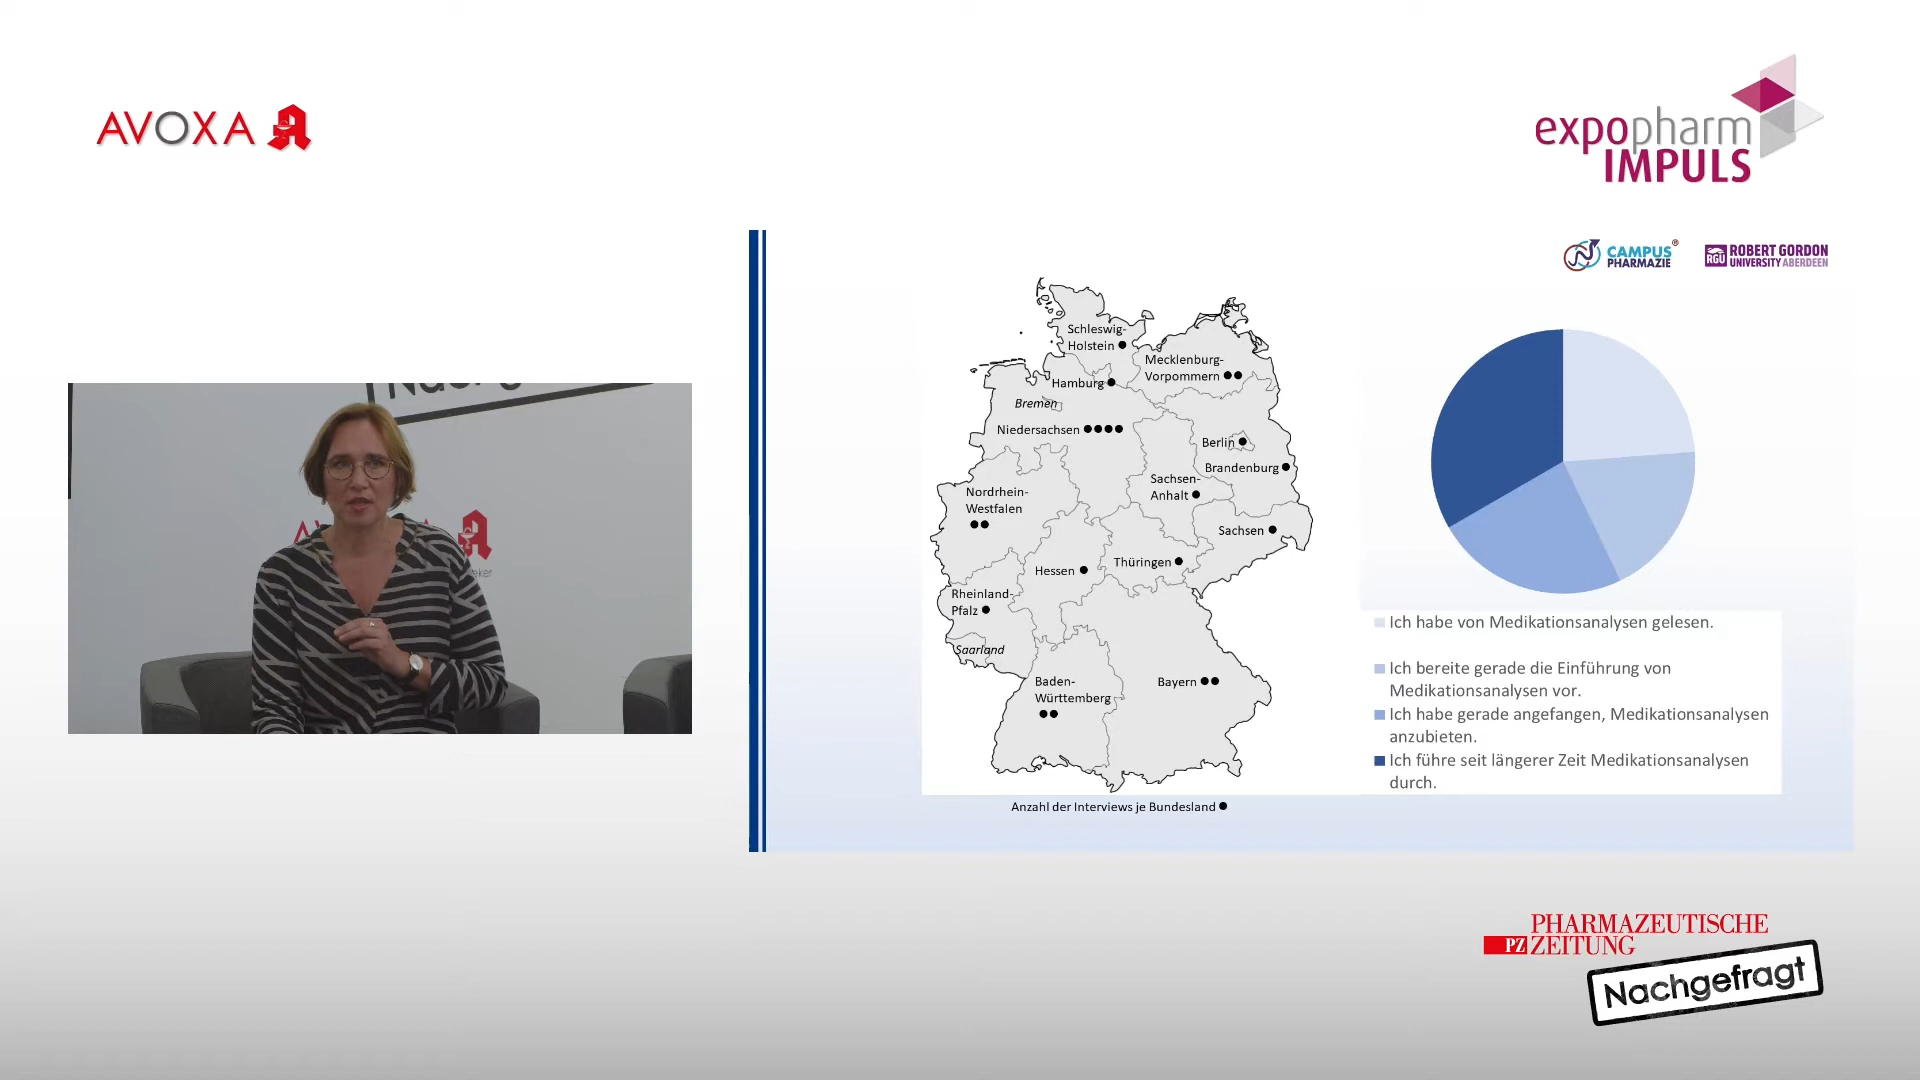 AVOXA
expopharm
IMPULS
CAMPUS
PHARMAZIE
RGU
ROBERT GORDON
UNIVERSITY ABERDEEN
Schleswig-
Holstein
Mecklenburg-
Vorpommern
Hamburg
Bremen
Niedersachsen
Berlin
Brandenburg
Sachsen-
Anhalt
Nordrhein-
Westfalen
Sachsen
Thüringen
Hessen
Rheinland-
Pfalz
Saarland
Baden-
Württemberg
Bayern
Anzahl der Interviews je Bundesland
Ich habe von Medikationsanalysen gelesen.
Ich bereite gerade die Einführung von
Medikationsanalysen vor.
Ich habe gerade angefangen, Medikationsanalysen
anzubieten.
Ich führe seit längerer Zeit Medikationsanalysen
durch.
PHARMAZEUTISCHE
PZ ZEITUNG
Nachgefragt